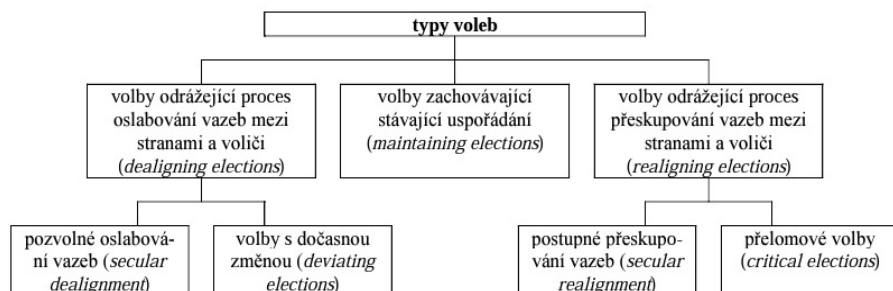 typy voleb
volby odrážející proces
oslabování vazeb mezi
stranami a voliči
(dealigning elections)
volby zachovávající
stávající uspořádání
(maintaining elections)
volby odrážející proces
přeskupování vazeb mezi
stranami a voliči
(realigning elections)
pozvolné oslabová-
ní vazeb (secular
dealignment)
volby s dočasnou
změnou (deviating
elections)
postupné přeskupo-
vání vazeb (secular
realignment)
přelomové volby
(critical elections)